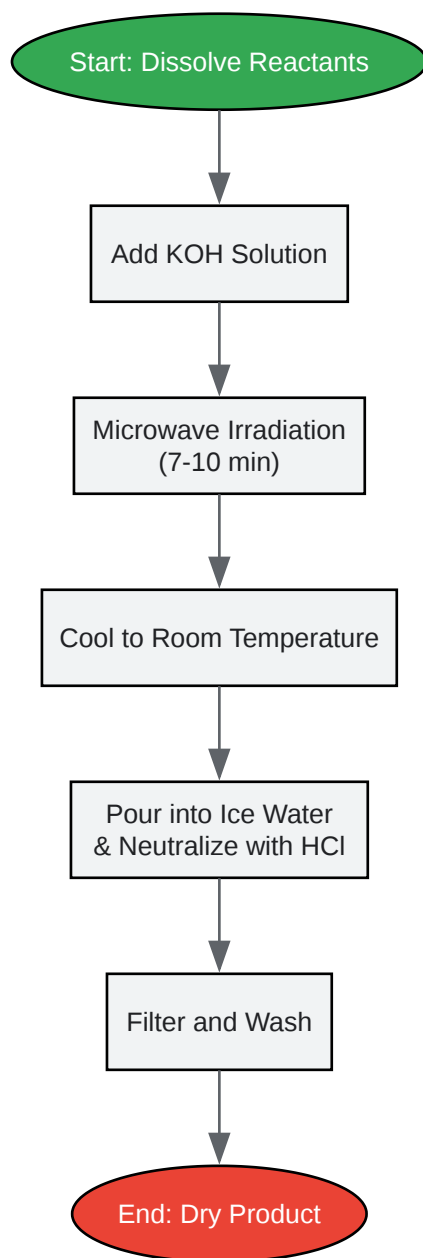 Start: Dissolve Reactants
Add KOH Solution
Microwave Irradiation
(7-10 min)
Cool to Room Temperature
Pour into Ice Water
& Neutralize with HCl
Filter and Wash
End: Dry Product